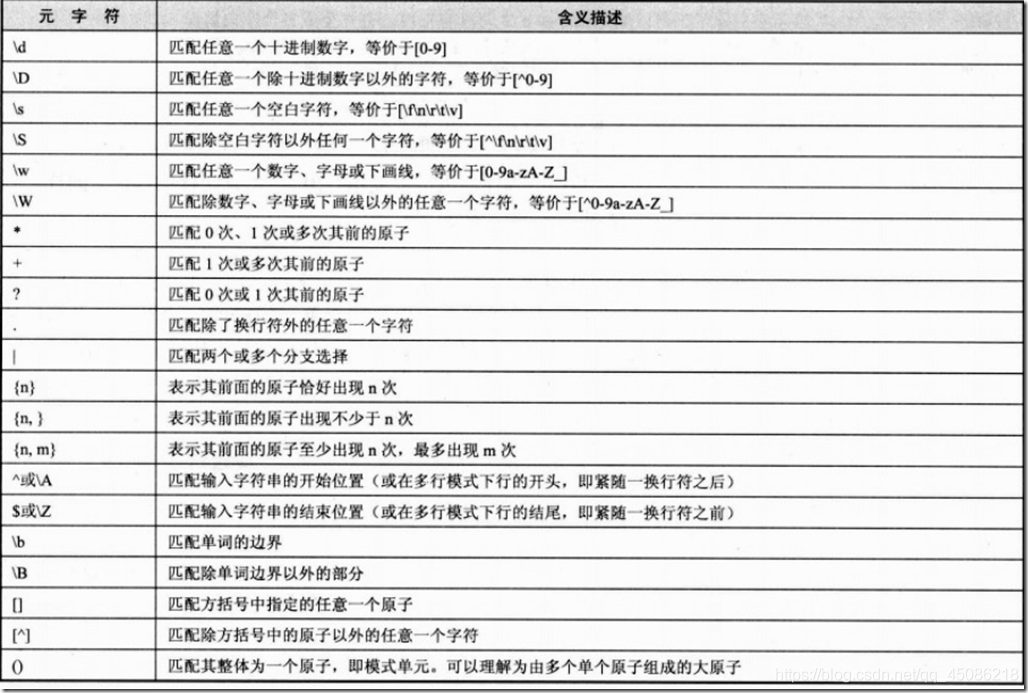 元 字 符 含义描述
\d 匹配任意一个十进制数字，等价于[0-9]
\D 匹配任意一个除十进制数字以外的字符，等价于[^0-9]
\s 匹配任意一个空白字符，等价于[\f\n\r\t\v]
\S 匹配除空白字符以外任何一个字符，等价于[^\f\n\r\t\v]
\w 匹配任意一个数字、字母或下画线，等价于[0-9a-zA-Z_]
\W 匹配除数字、字母或下画线以外的任意一个字符，等价于[^0-9a-zA-Z_]
* 匹配 0 次、1 次或多次其前的原子
+ 匹配 1 次或多次其前的原子
? 匹配 0 次或 1 次其前的原子
. 匹配除了换行符外的任意一个字符
| 匹配两个或多个分支选择
{n} 表示其前面的原子恰好出现 n 次
{n, } 表示其前面的原子出现不少于 n 次
{n, m} 表示其前面的原子至少出现 n 次，最多出现 m 次
^或\A 匹配输入字符串的开始位置（或在多行模式下行的开头，即紧随一换行符之后）
$或\Z 匹配输入字符串的结束位置（或在多行模式下行的结尾，即紧随一换行符之前）
\b 匹配单词的边界
\B 匹配除单词边界以外的部分
[] 匹配方括号中指定的任意一个原子
[^] 匹配除方括号中的原子以外的任意一个字符
() 匹配其整体为一个原子，即模式单元。可以理解为由多个单个原子组成的大原子
https://blog.csdn.net/qq_45086218